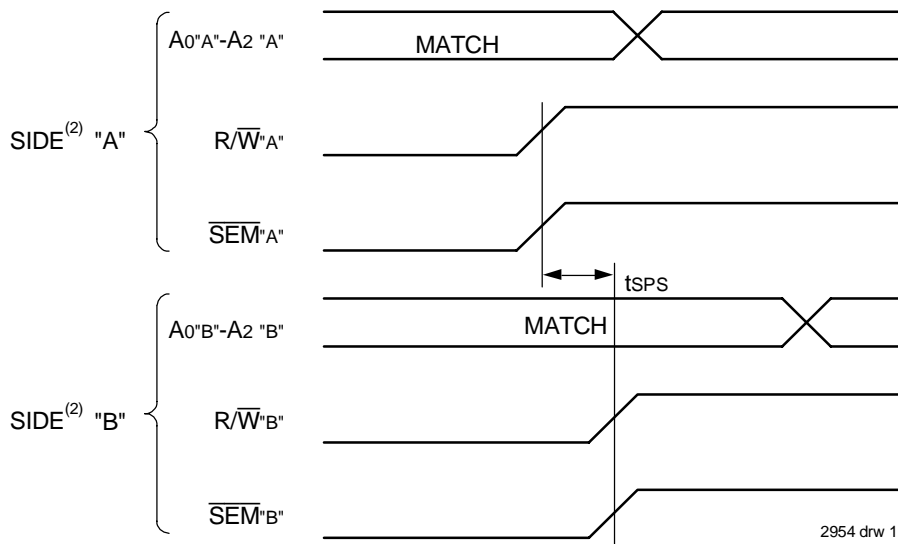 A0"A"-A2 "A"
MATCH
SIDE(2) "A"
R/W"A"
SEM"A"
tSPS
A0"B"-A2 "B"
MATCH
SIDE(2) "B"
R/W"B"
SEM"B"
2954 drw 1